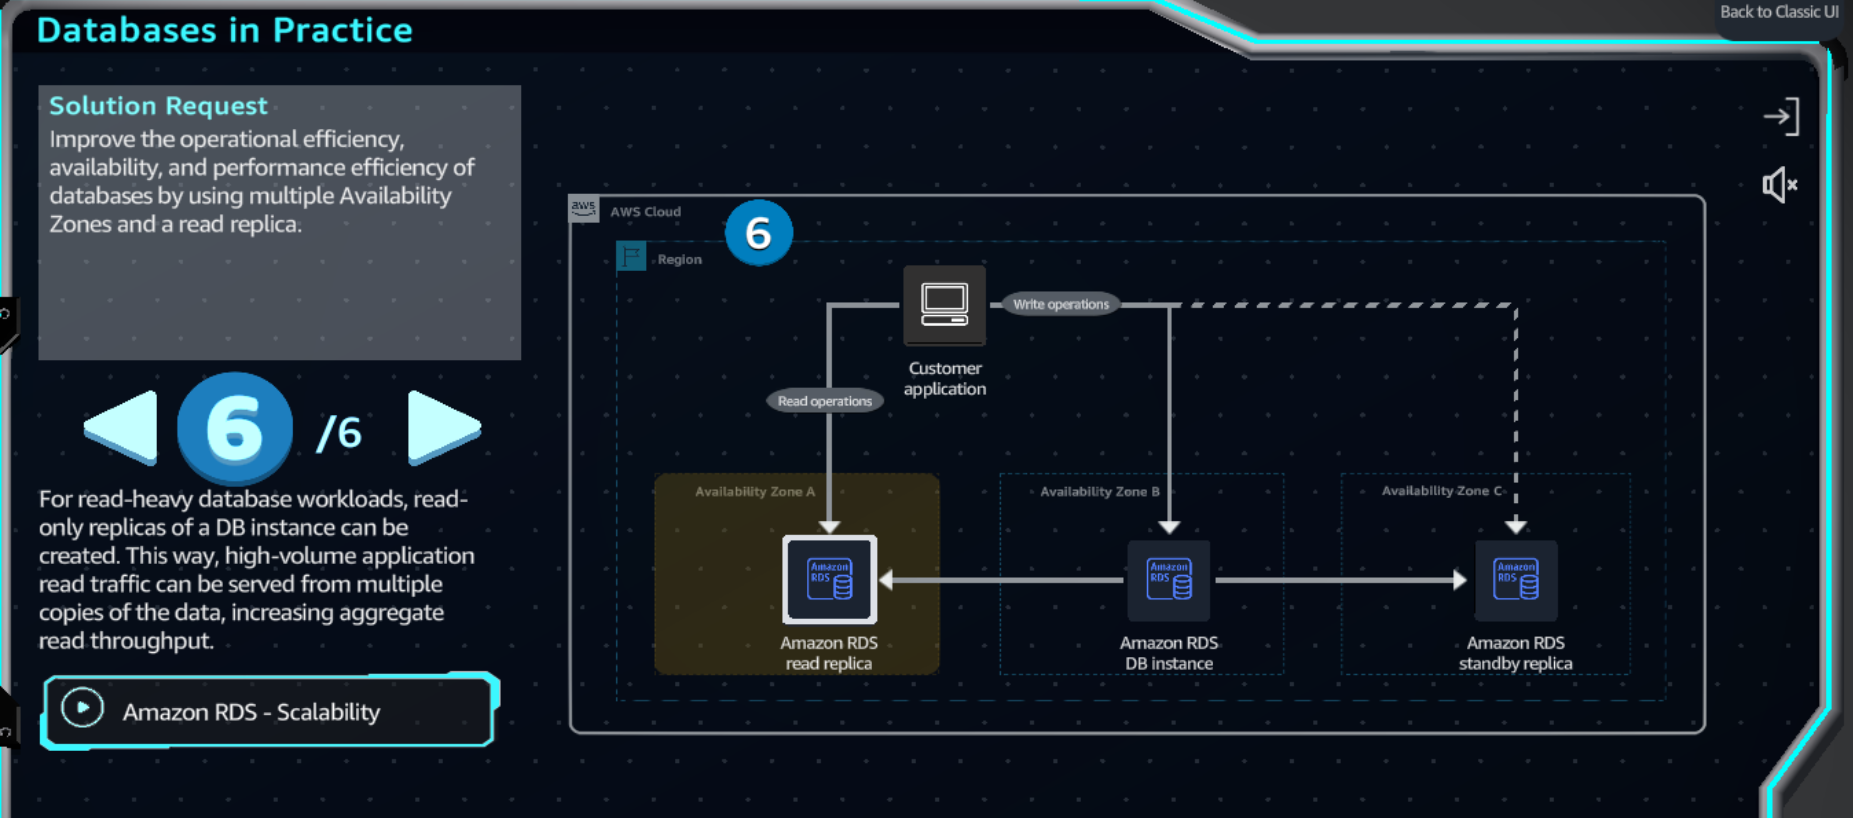 Databases in Practice
Back to Classic UI
Solution Request
Improve the operational efficiency,
availability, and performance efficiency of
databases by using multiple Availability
Zones and a read replica.
6
/6
For read-heavy database workloads, read-
only replicas of a DB instance can be
created. This way, high-volume application
read traffic can be served from multiple
copies of the data, increasing aggregate
read throughput.
Amazon RDS - Scalability
aws
AWS Cloud
6
Region
Write operations
Customer
application
Read operations
Availability Zone A
Availability Zone B
Availability Zone C
Amazon
RDS
Amazon
RDS
Amazon
RDS
Amazon RDS
read replica
Amazon RDS
DB instance
Amazon RDS
standby replica